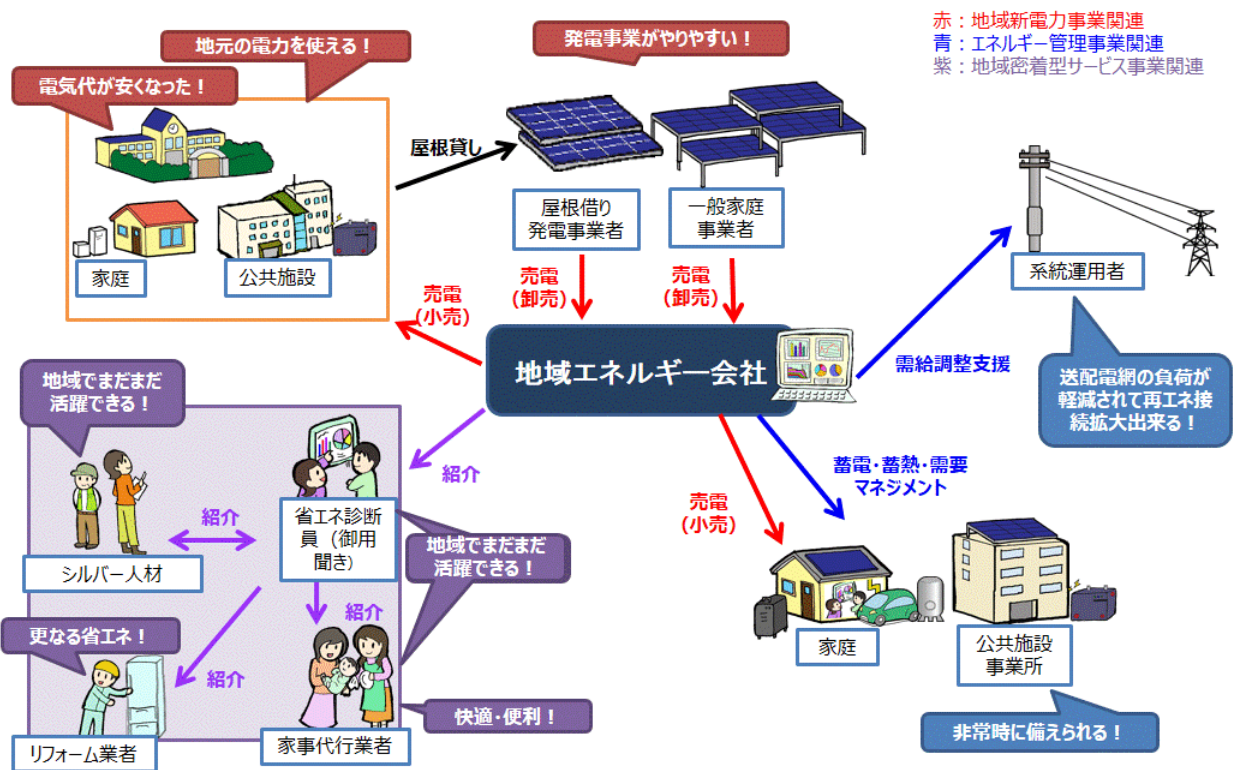 赤：地域新電力事業関連
青：エネルギー管理事業関連
紫：地域密着型サービス事業関連
地元の電力を使える！
電気代が安くなった！
発電事業がやりやすい！
屋根貸し
家庭
公共施設
屋根借り
発電事業者
一般家庭
事業者
系統運用者
売電
(小売)
売電
(卸売)
売電
(卸売)
地域エネルギー会社
需給調整支援
送配電網の負荷が
軽減されて再エネ接
続拡大出来る！
地域でまだまだ
活躍できる！
紹介
蓄電・蓄熱・需要
マネジメント
売電
(小売)
省エネ診断
員（御用
聞き）
紹介
シルバー人材
地域でまだまだ
活躍できる！
紹介
更なる省エネ！
紹介
快適・便利！
リフォーム業者
家事代行業者
家庭
公共施設
事業所
非常時に備えられる！